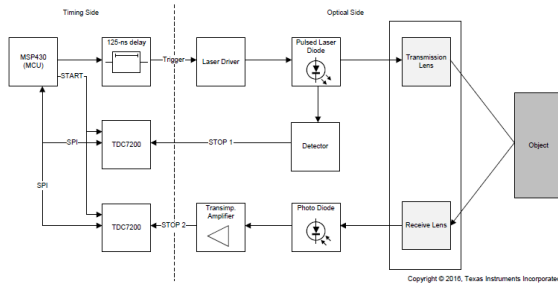 Timing Side
Optical Side
MSP430
(MCU)
125-ns delay
Trigger
Laser Driver
Pulsed Laser
Diode
Transmission
Lens
START
Object
TDC7200
SPI
STOP 1
Detector
SPI
TDC7200
STOP 2
Transimp.
Amplifier
Photo Diode
Receive Lens
Copyright © 2016, Texas Instruments Incorporated